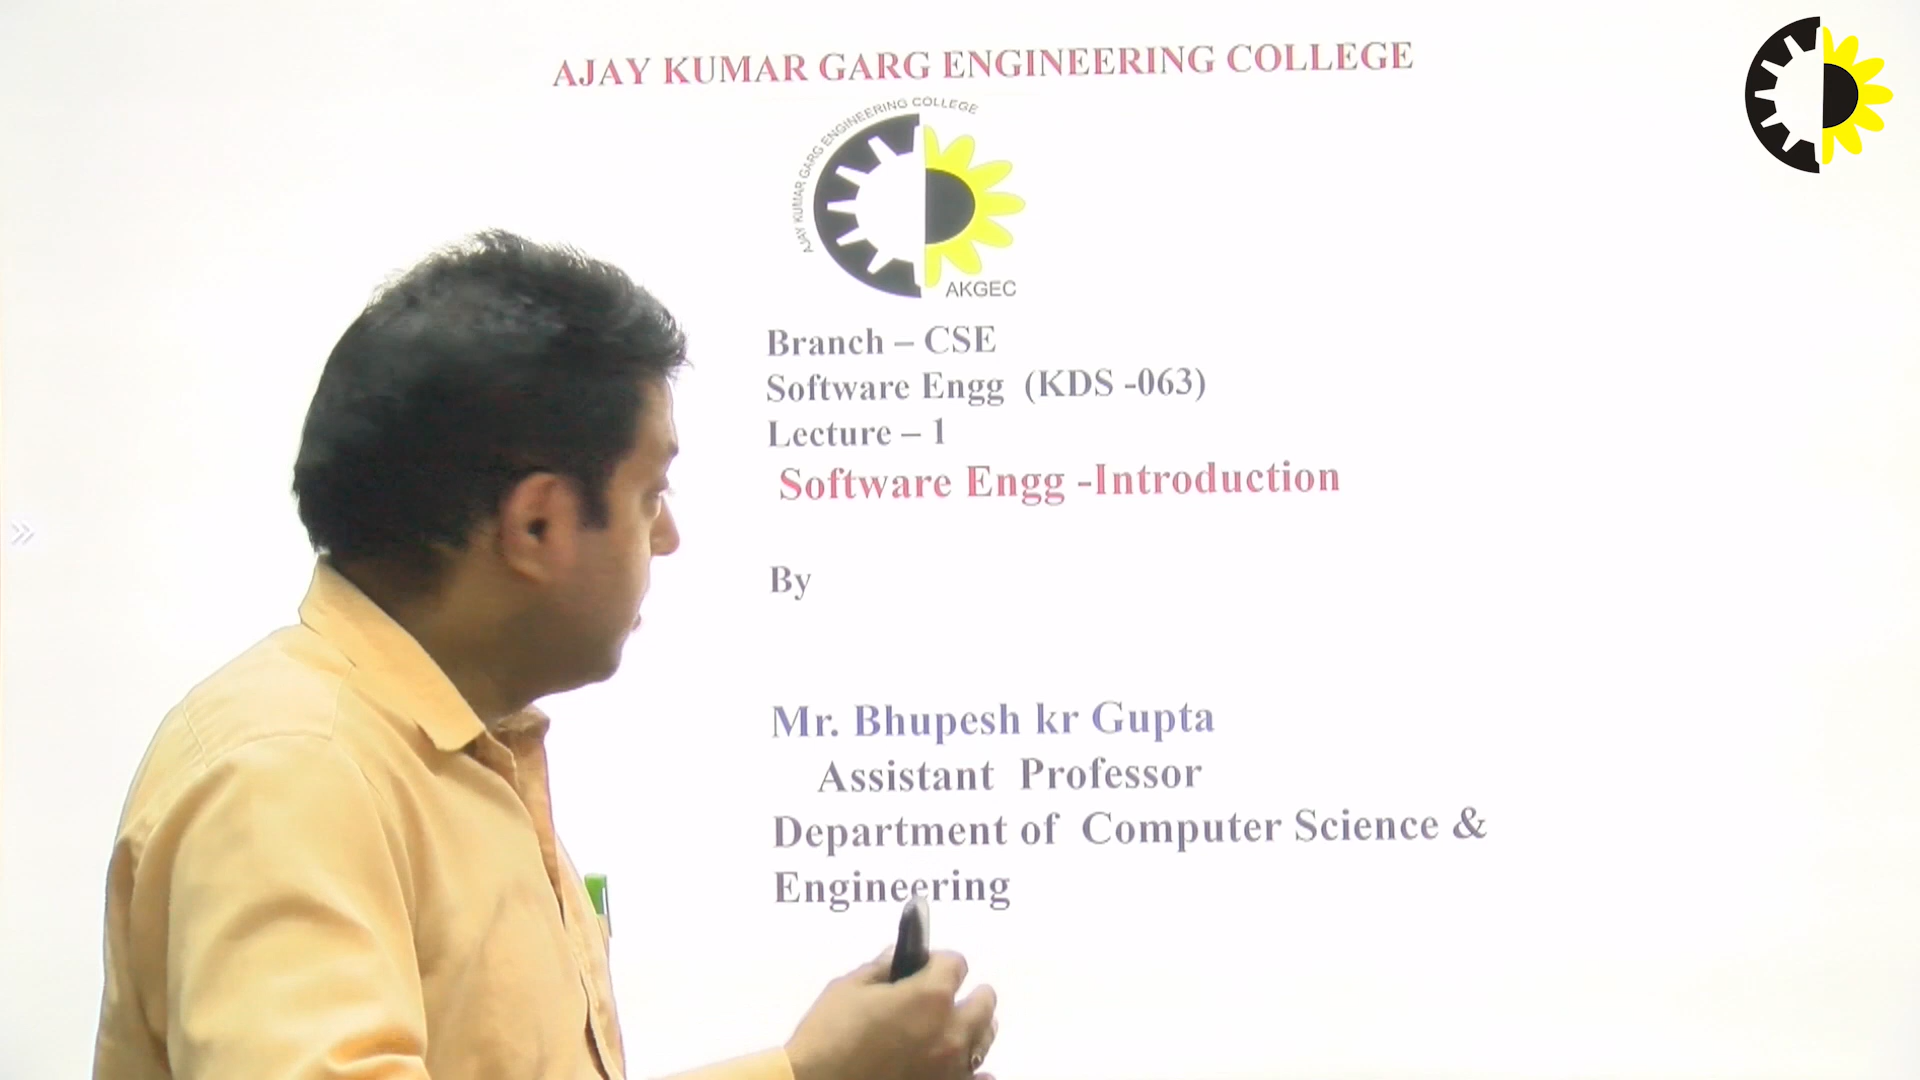 AJAY KUMAR GARG ENGINEERING COLLEGE
AJAY KUMAR GARG ENGINEERING COLLEGE
AKGEC
Branch – CSE
Software Engg (KDS -063)
Lecture – 1
Software Engg -Introduction
By
Mr. Bhupesh kr Gupta
Assistant Professor
Department of Computer Science &
Engineering